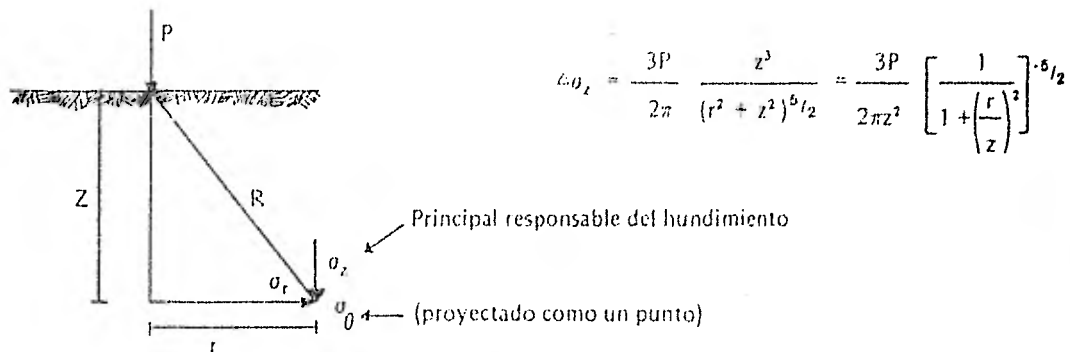 P
Δσz = 3P / 2π z³ / (r² + z²)^5/2 = 3P / 2πz² [ 1 / 1 + (r / z)² ]^5/2
Z
R
Principal responsable del hundimiento
σz
σr
σ0 (proyectado como un punto)
r